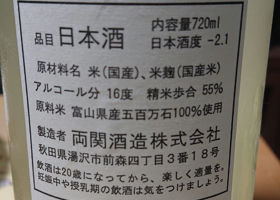 品目 日本酒 内容量720ml
日本酒度 -2.1
原材料名 米(国産)、米麹(国産米)
アルコール分 16度 精米歩合 55%
原料米 富山県産五百万石100%使用
製造者 両関酒造株式会社
秋田県湯沢市前森四丁目3番18号
飲酒は20歳になってから、楽しく適量を。
妊娠中や授乳期の飲酒は気をつけましょう。